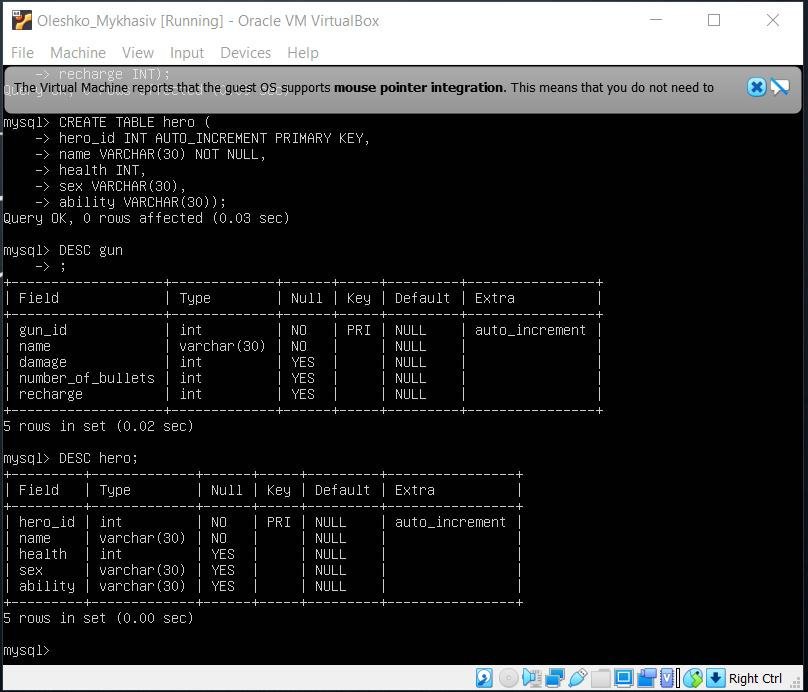 Oleshko_Mykhasiv [Running] - Oracle VM VirtualBox
File Machine View Input Devices Help
-> recharge INT);
The Virtual Machine reports that the guest OS supports mouse pointer integration. This means that you do not need to
mysql> CREATE TABLE hero (
-> hero_id INT AUTO_INCREMENT PRIMARY KEY,
-> name VARCHAR(30) NOT NULL,
-> health INT,
-> sex VARCHAR(30),
-> ability VARCHAR(30));
Query OK, 0 rows affected (0.03 sec)
mysql> DESC gun
-> ;
+------------------+-------------+------+-----+---------+----------------+
| Field | Type | Null | Key | Default | Extra |
+------------------+-------------+------+-----+---------+----------------+
| gun_id | int | NO | PRI | NULL | auto_increment |
| name | varchar(30) | NO | | NULL | |
| damage | int | YES | | NULL | |
| number_of_bullets | int | YES | | NULL | |
| recharge | int | YES | | NULL | |
+------------------+-------------+------+-----+---------+----------------+
5 rows in set (0.02 sec)
mysql> DESC hero;
+---------+-------------+------+-----+---------+----------------+
| Field | Type | Null | Key | Default | Extra |
+---------+-------------+------+-----+---------+----------------+
| hero_id | int | NO | PRI | NULL | auto_increment |
| name | varchar(30) | NO | | NULL | |
| health | int | YES | | NULL | |
| sex | varchar(30) | YES | | NULL | |
| ability | varchar(30) | YES | | NULL | |
+---------+-------------+------+-----+---------+----------------+
5 rows in set (0.00 sec)
mysql>
Right Ctrl